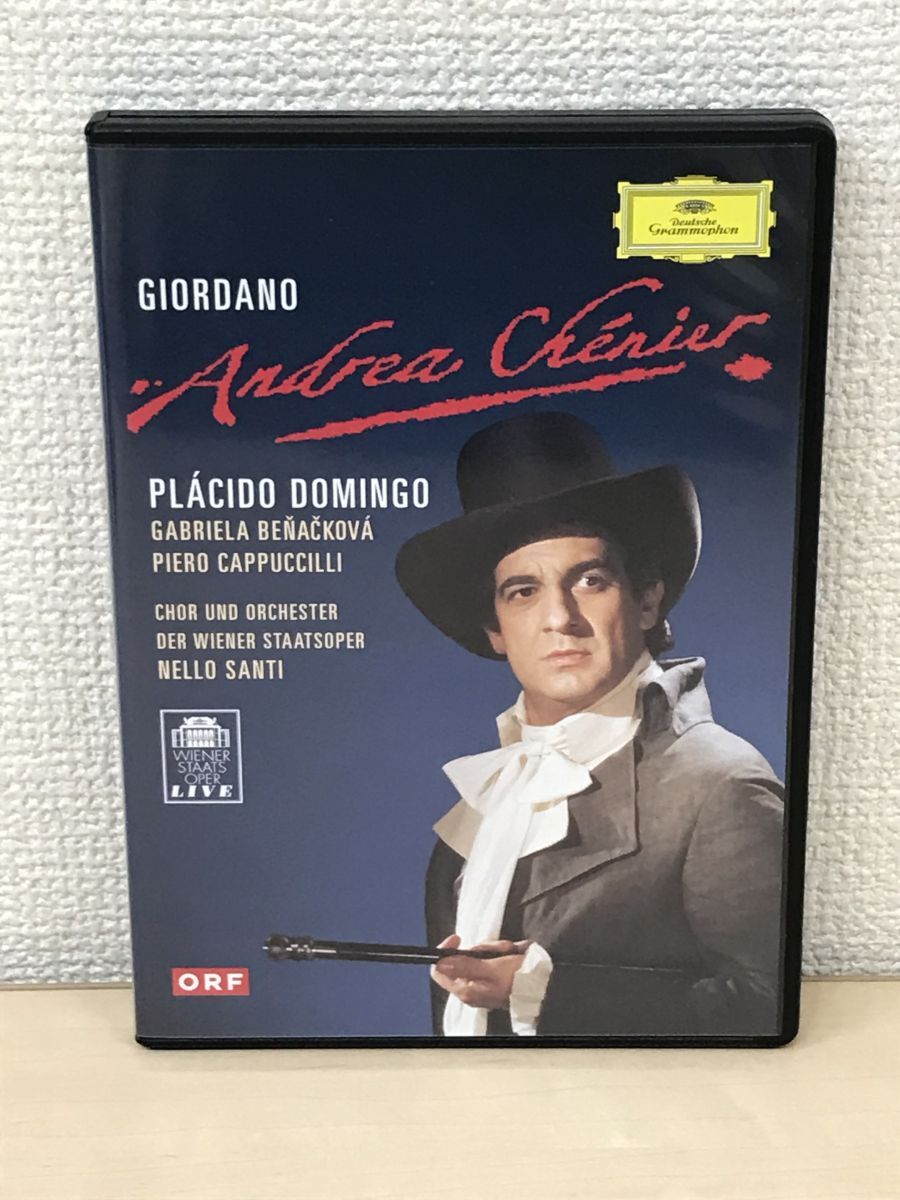 Deutsche
Grammophon
GIORDANO
Andrea Chénier
PLÁCIDO DOMINGO
GABRIELA BEŇAČKOVÁ
PIERO CAPPUCCILLI
CHOR UND ORCHESTER
DER WIENER STAATSOPER
NELLO SANTI
WIENER
STAATS
OPER
LIVE
ORF